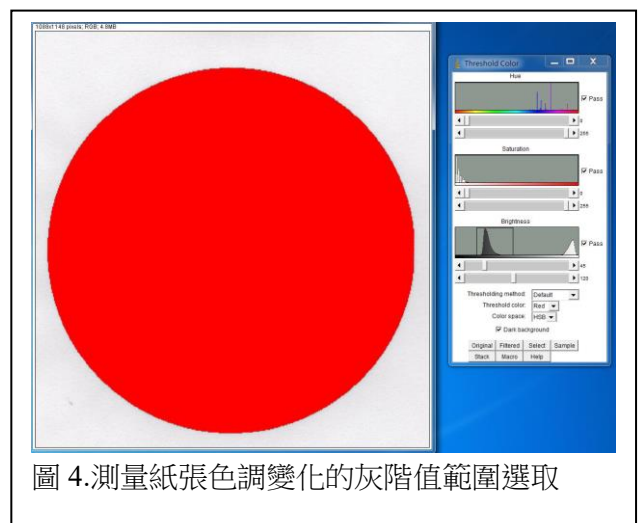 1088x1148 pixels; RGB; 4.8MB
Threshold Color
Hue
Pass
0
255
Saturation
Pass
0
255
Brightness
Pass
45
120
Thresholding method: Default
Threshold color: Red
Color space: HSB
Dark background
Original Filtered Select Sample
Stack Macro Help
圖 4.測量紙張色調變化的灰階值範圍選取